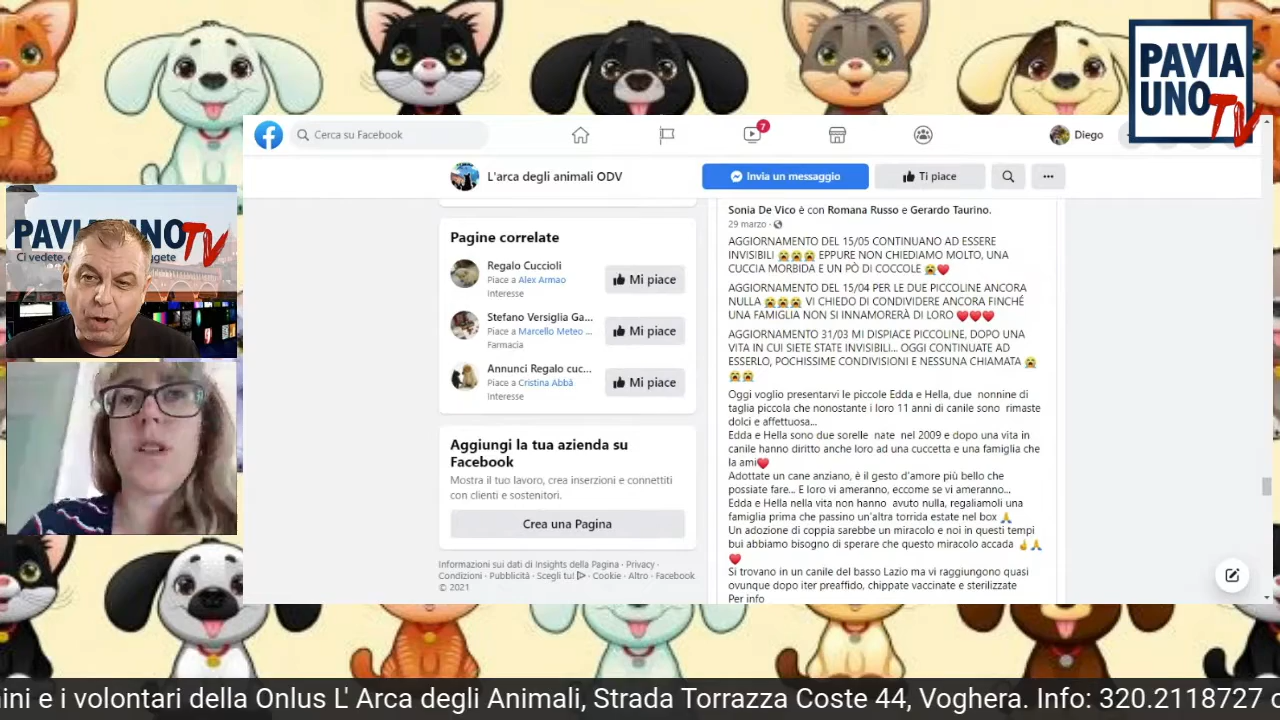 PAVIA
UNO TV
Cerca su Facebook
7
Diego
L'arca degli animali ODV
Invia un messaggio
Ti piace
PAVIA UNO TV
Ci vedete,
Pagine correlate
Regalo Cuccioli
Piace a Alex Armao
Interesse
Mi piace
Stefano Versiglia Ga...
Piace a Marcello Meteo ...
Farmacia
Mi piace
Annunci Regalo cuc...
Piace a Cristina Abbà
Interesse
Mi piace
Aggiungi la tua azienda su
Facebook
Mostra il tuo lavoro, crea inserzioni e connettiti
con clienti e sostenitori.
Crea una Pagina
Informazioni sui dati di Insights della Pagina · Privacy ·
Condizioni · Pubblicità · Scegli tu! · Cookie · Altro · Facebook
© 2021
Sonia De Vico è con Romana Russo e Gerardo Taurino.
29 marzo ·
AGGIORNAMENTO DEL 15/05 CONTINUANO AD ESSERE
INVISIBILI 😭😭😭 EPPURE NON CHIEDIAMO MOLTO, UNA
CUCCIA MORBIDA E UN PÒ DI COCCOLE 😭❤️
AGGIORNAMENTO DEL 15/04 PER LE DUE PICCOLINE ANCORA
NULLA 😭😭😭 VI CHIEDO DI CONDIVIDERE ANCORA FINCHÉ
UNA FAMIGLIA NON SI INNAMORERÀ DI LORO ❤️❤️❤️
AGGIORNAMENTO 31/03 MI DISPIACE PICCOLINE, DOPO UNA
VITA IN CUI SIETE STATE INVISIBILI... OGGI CONTINUATE AD
ESSERLO, POCHISSIME CONDIVISIONI E NESSUNA CHIAMATA 😭
😭😭
Oggi voglio presentarvi le piccole Edda e Hella, due nonnine di
taglia piccola che nonostante i loro 11 anni di canile sono rimaste
dolci e affettuosa...
Edda e Hella sono due sorelle nate nel 2009 e dopo una vita in
canile hanno diritto anche loro ad una cuccetta e una famiglia che
la ami❤️
Adottate un cane anziano, è il gesto d'amore più bello che
possiate fare... E loro vi ameranno, eccome se vi ameranno...
Edda e Hella nella vita non hanno avuto nulla, regaliamoli una
famiglia prima che passino un'altra torrida estate nel box 🙏
Un adozione di coppia sarebbe un miracolo e noi in questi tempi
bui abbiamo bisogno di sperare che questo miracolo accada 🤞🙏
❤️
Si trovano in un canile del basso Lazio ma vi raggiungono quasi
ovunque dopo iter preaffido, chippate vaccinate e sterilizzate
Per info
ini e i volontari della Onlus L' Arca degli Animali, Strada Torrazza Coste 44, Voghera. Info: 320.2118727